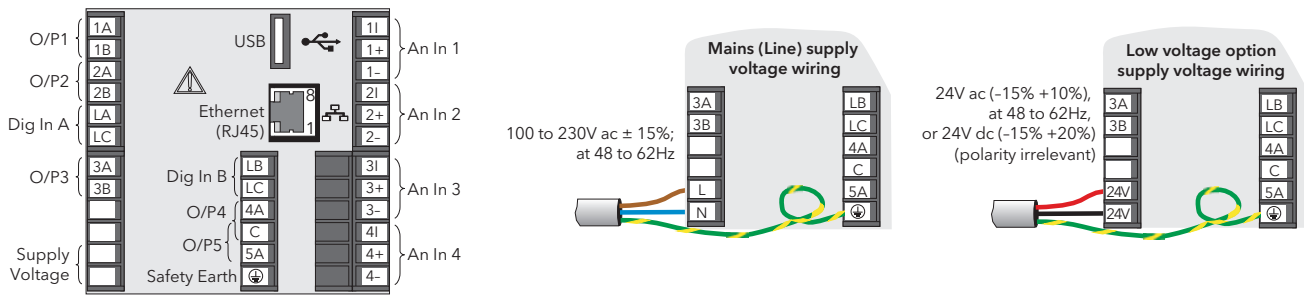 O/P1
O/P2
Dig In A
O/P3
Supply
Voltage
1A
1B
2A
2B
LA
LC
3A
3B
USB
Ethernet
(RJ45)
8
1
Dig In B
O/P4
O/P5
Safety Earth
LB
LC
4A
C
5A
1I
1+
1–
2I
2+
2-
3I
3+
3-
4I
4+
4-
An In 1
An In 2
An In 3
An In 4
Mains (Line) supply
voltage wiring
100 to 230V ac ± 15%;
at 48 to 62Hz
3A
3B
L
N
LB
LC
4A
C
5A
Low voltage option
supply voltage wiring
24V ac (–15% +10%),
at 48 to 62Hz,
or 24V dc (–15% +20%)
(polarity irrelevant)
3A
3B
24V
24V
LB
LC
4A
C
5A